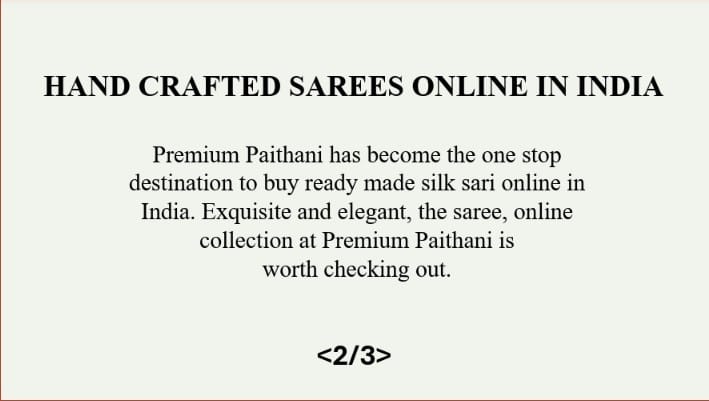 HAND CRAFTED SAREES ONLINE IN INDIA
Premium Paithani has become the one stop
destination to buy ready made silk sari online in
India. Exquisite and elegant, the saree, online
collection at Premium Paithani is
worth checking out.
<2/3>